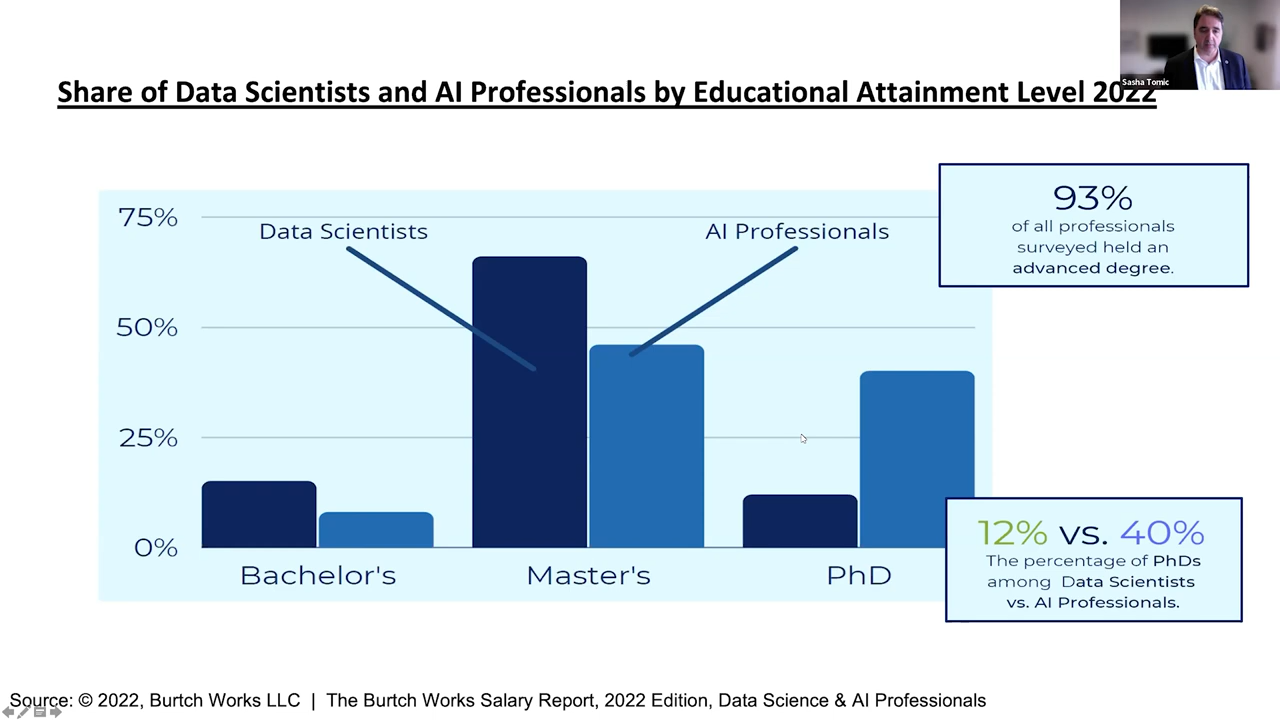 Sasha Tomic
Share of Data Scientists and AI Professionals by Educational Attainment Level 2022
93%
of all professionals
surveyed held an
advanced degree.
75%
Data Scientists
AI Professionals
50%
25%
0%
Bachelor's
Master's
PhD
12% vs. 40%
The percentage of PhDs
among Data Scientists
vs. AI Professionals.
Source: © 2022, Burtch Works LLC | The Burtch Works Salary Report, 2022 Edition, Data Science & AI Professionals